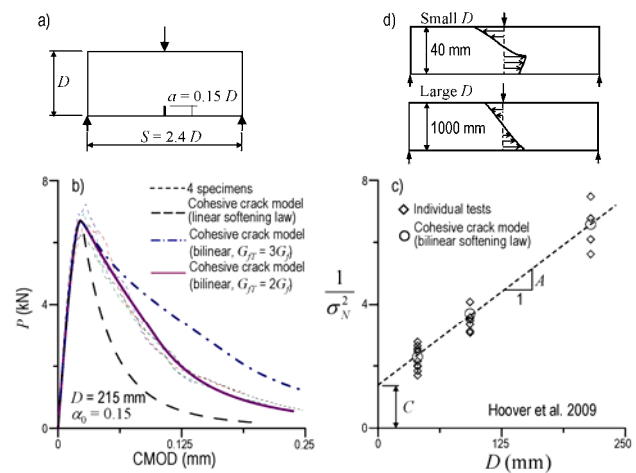 a)
D
a = 0.15 D
S = 2.4 D
d)
Small D
40 mm
Large D
1000 mm
b)
8
4
0
P (kN)
4 specimens
Cohesive crack model
(linear softening law)
Cohesive crack model
(bilinear, GfT = 3Gf)
Cohesive crack model
(bilinear, GfT = 2Gf)
D = 215 mm
α0 = 0.15
0
0.125
0.25
CMOD (mm)
c)
8
4
0
1
σN2
Individual tests
Cohesive crack model
(bilinear softening law)
A
1
C
Hoover et al. 2009
0
125
250
D (mm)